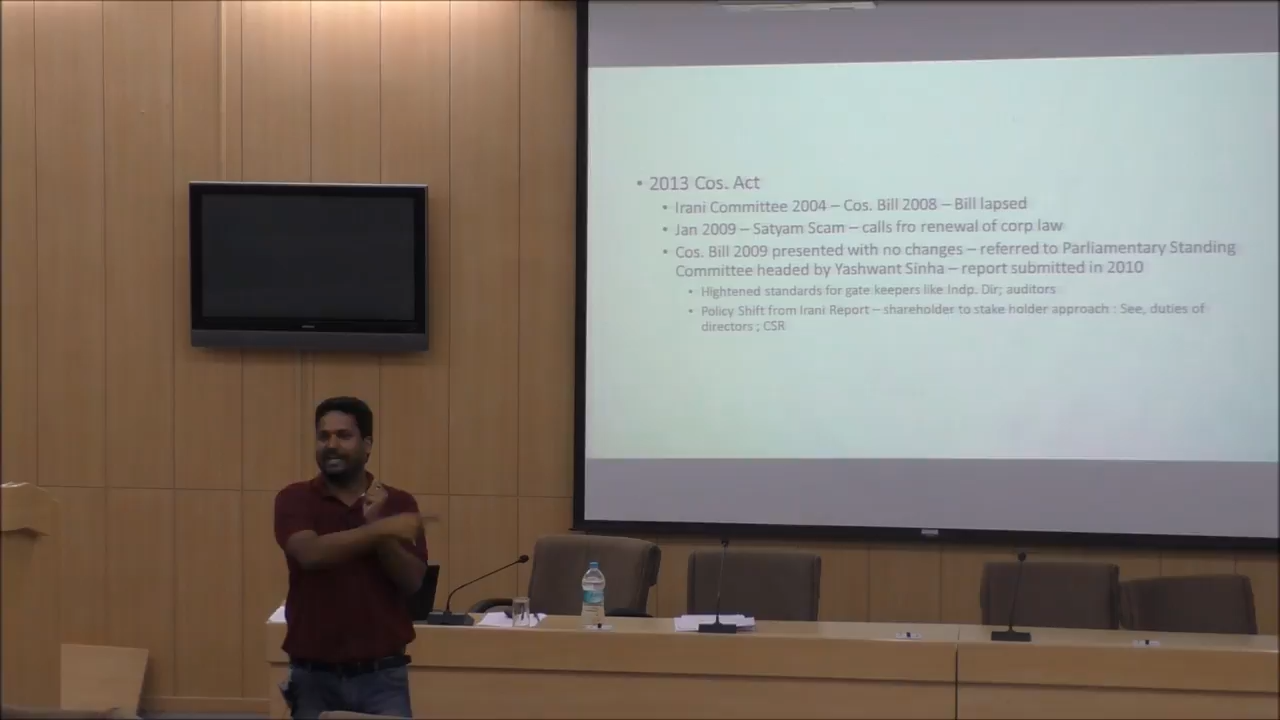 • 2013 Cos. Act
• Irani Committee 2004 – Cos. Bill 2008 – Bill lapsed
• Jan 2009 – Satyam Scam – calls fro renewal of corp law
• Cos. Bill 2009 presented with no changes – referred to Parliamentary Standing
Committee headed by Yashwant Sinha – report submitted in 2010
• Hightened standards for gate keepers like Indp. Dir; auditors
• Policy Shift from Irani Report – shareholder to stake holder approach : See, duties of
directors ; CSR